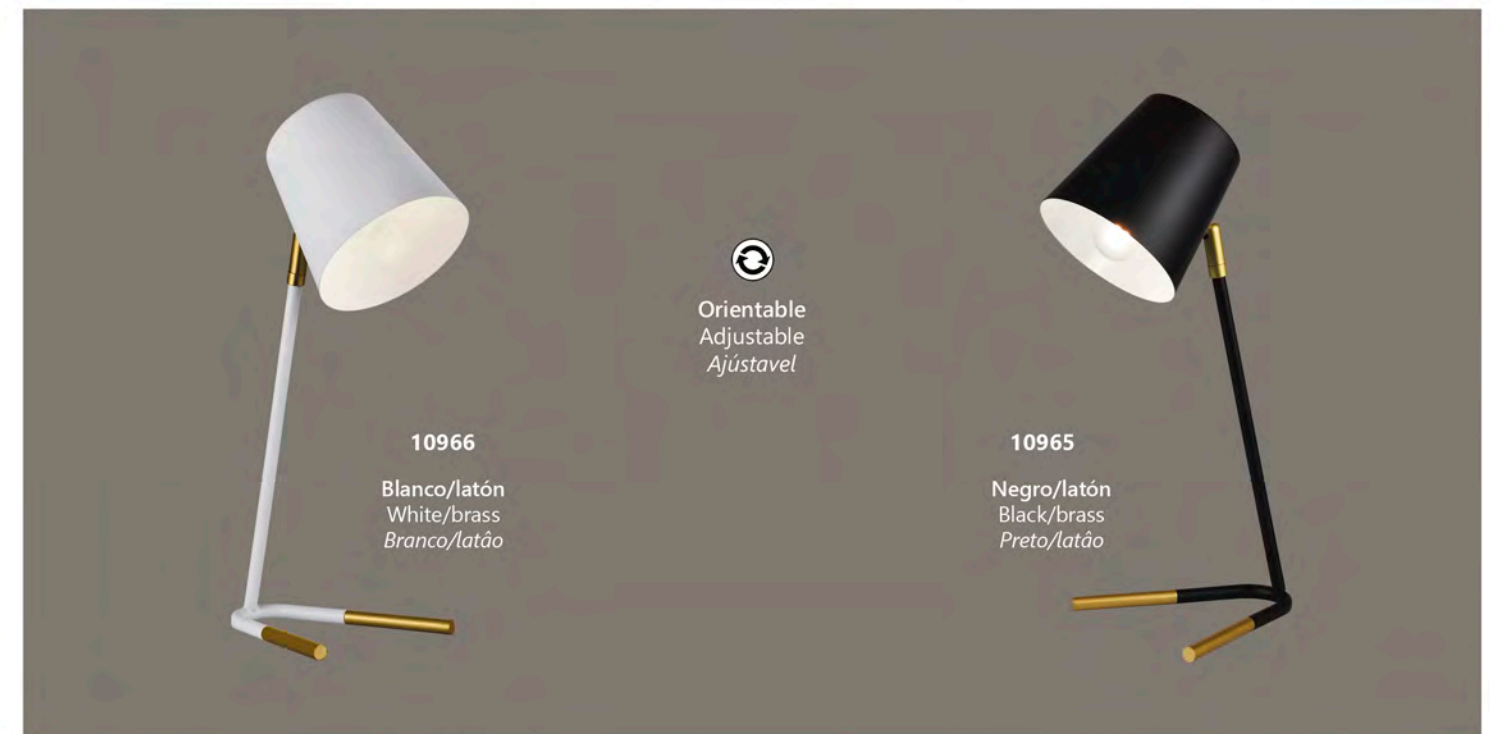 Orientable
Adjustable
Ajústavel
10966
Blanco/latón
White/brass
Branco/latâo
10965
Negro/latón
Black/brass
Preto/latâo